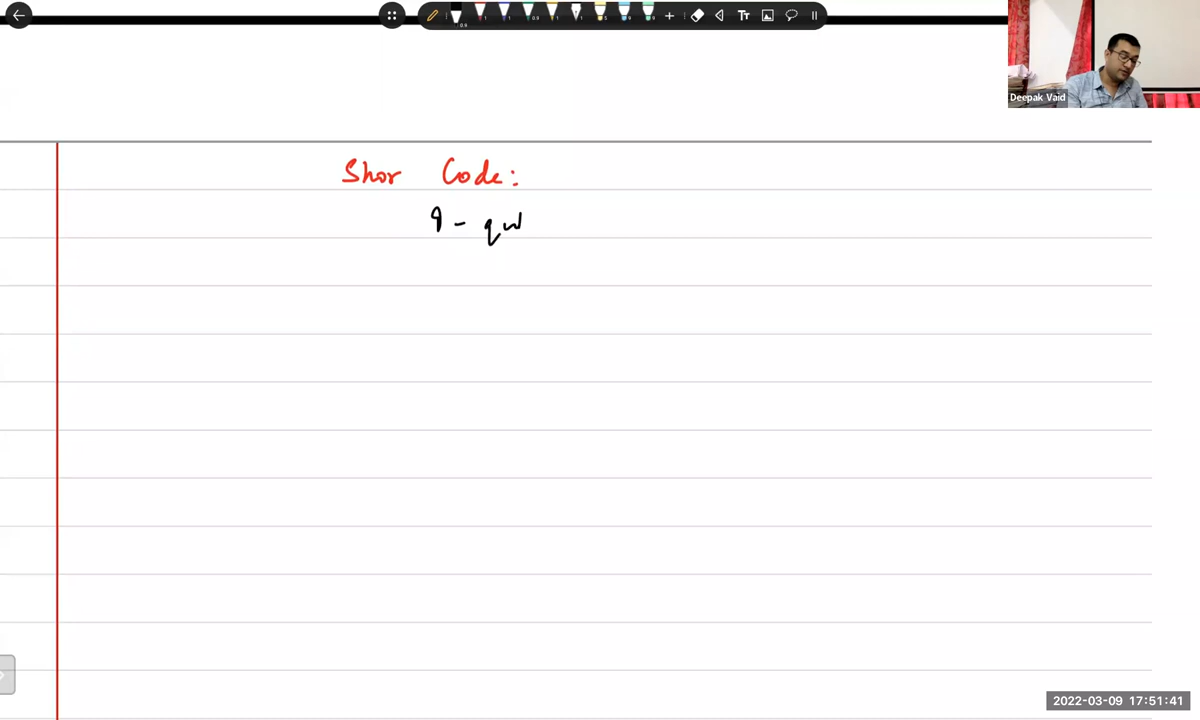 Deepak Vaid
Shor Code:
9 - qu
2022-03-09 17:51:41